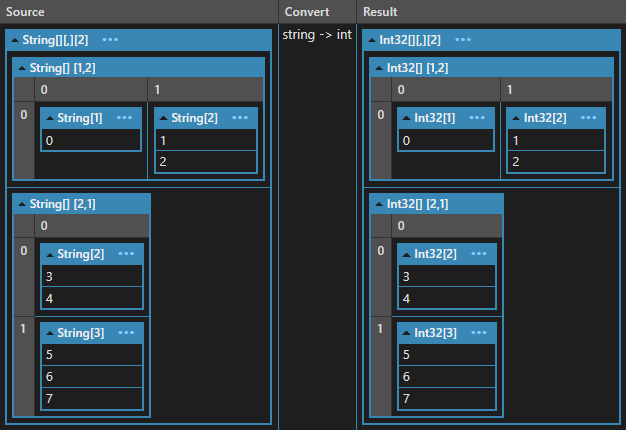 Source Convert Result
String[][,][2] ••• string -> int Int32[][,][2] •••
String[] [1,2] Int32[] [1,2]
0 1 0 1
0 String[1] ••• String[2] ••• 0 Int32[1] ••• Int32[2] •••
0 1 0 1
2 2
String[] [2,1] Int32[] [2,1]
0 0
0 String[2] ••• 0 Int32[2] •••
3 3
4 4
1 String[3] ••• 1 Int32[3] •••
5 5
6 6
7 7